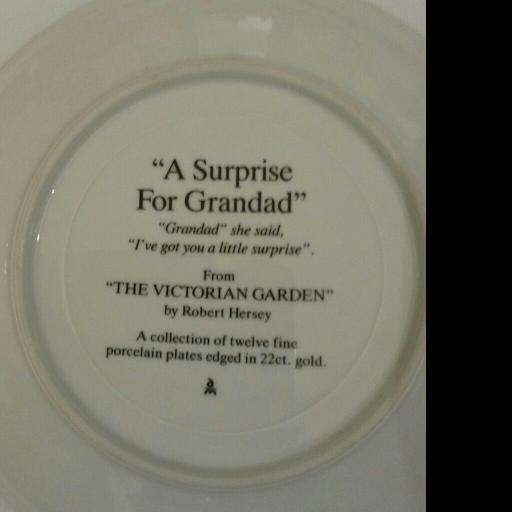 “A Surprise
For Grandad”
“Grandad” she said,
“I’ve got you a little surprise”.
From
“THE VICTORIAN GARDEN”
by Robert Hersey
A collection of twelve fine
porcelain plates edged in 22ct. gold.